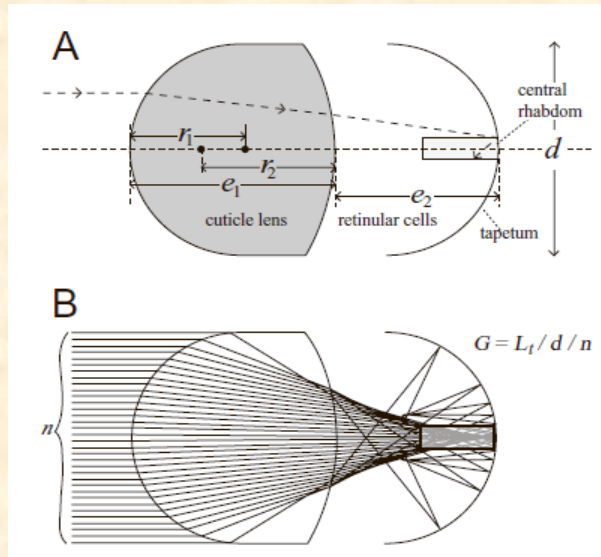 A
central
rhabdom
r1
d
r2
e1
e2
cuticle lens
retinular cells
tapetum
B
G = Lt / d / n
n